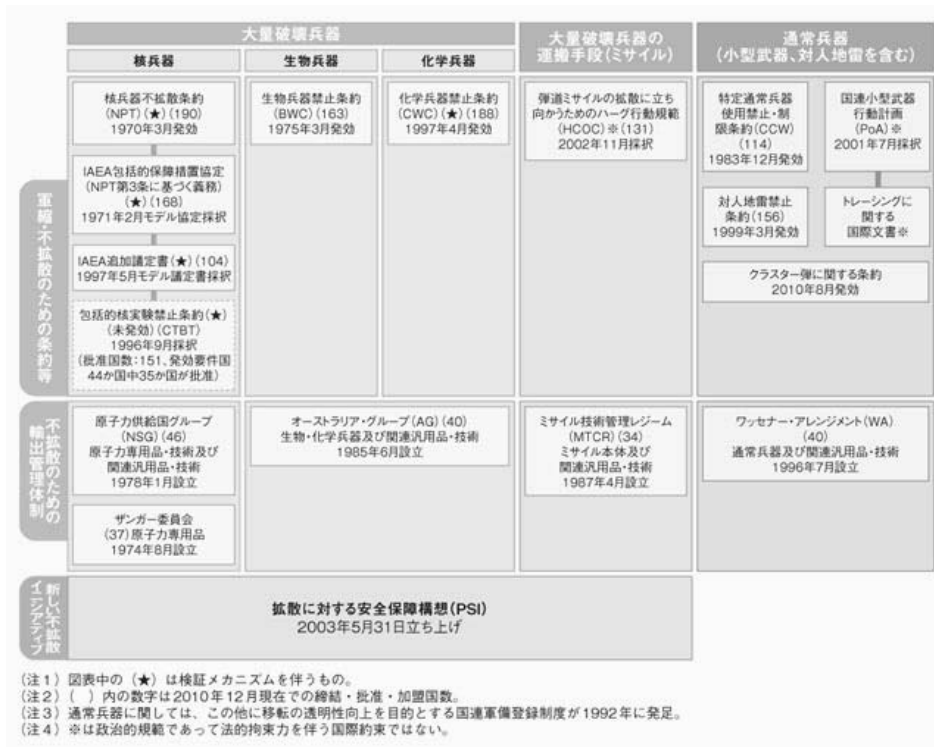 大量破壊兵器
大量破壊兵器の
運搬手段(ミサイル)
通常兵器
(小型武器、対人地雷を含む)
核兵器
生物兵器
化学兵器
軍縮・不拡散のための条約等
核兵器不拡散条約
(NPT)(★)(190)
1970年3月発効
IAEA包括的保障措置協定
(NPT第3条に基づく義務)
(★)(168)
1971年2月モデル協定採択
IAEA追加議定書(★)(104)
1997年5月モデル議定書採択
包括的核実験禁止条約(★)
(未発効)(CTBT)
1996年9月採択
(批准国数:151、発効要件国
44か国中35か国が批准)
生物兵器禁止条約
(BWC)(163)
1975年3月発効
化学兵器禁止条約
(CWC)(★)(188)
1997年4月発効
弾道ミサイルの拡散に立ち
向かうためのハーグ行動規範
(HCOC)※(131)
2002年11月採択
特定通常兵器
使用禁止・制
限条約(CCW)
(114)
1983年12月発効
国連小型武器
行動計画
(PoA)※
2001年7月採択
対人地雷禁止
条約(156)
1999年3月発効
トレーシングに
関する
国際文書※
クラスター弾に関する条約
2010年8月発効
不拡散のための
輸出管理体制
原子力供給国グループ
(NSG)(46)
原子力専用品・技術及び
関連汎用品・技術
1978年1月設立
ザンガー委員会
(37)原子力専用品
1974年8月設立
オーストラリア・グループ(AG)(40)
生物・化学兵器及び関連汎用品・技術
1985年6月設立
ミサイル技術管理レジーム
(MTCR)(34)
ミサイル本体及び
関連汎用品・技術
1987年4月設立
ワッセナー・アレンジメント(WA)
(40)
通常兵器及び関連汎用品・技術
1996年7月設立
新しい不拡散
イニシアティブ
拡散に対する安全保障構想(PSI)
2003年5月31日立ち上げ
(注1)図表中の(★)は検証メカニズムを伴うもの。
(注2)( )内の数字は2010年12月現在での締結・批准・加盟国数。
(注3)通常兵器に関しては、この他に移転の透明性向上を目的とする国連軍備登録制度が1992年に発足。
(注4)※は政治的規範であって法的拘束力を伴う国際約束ではない。